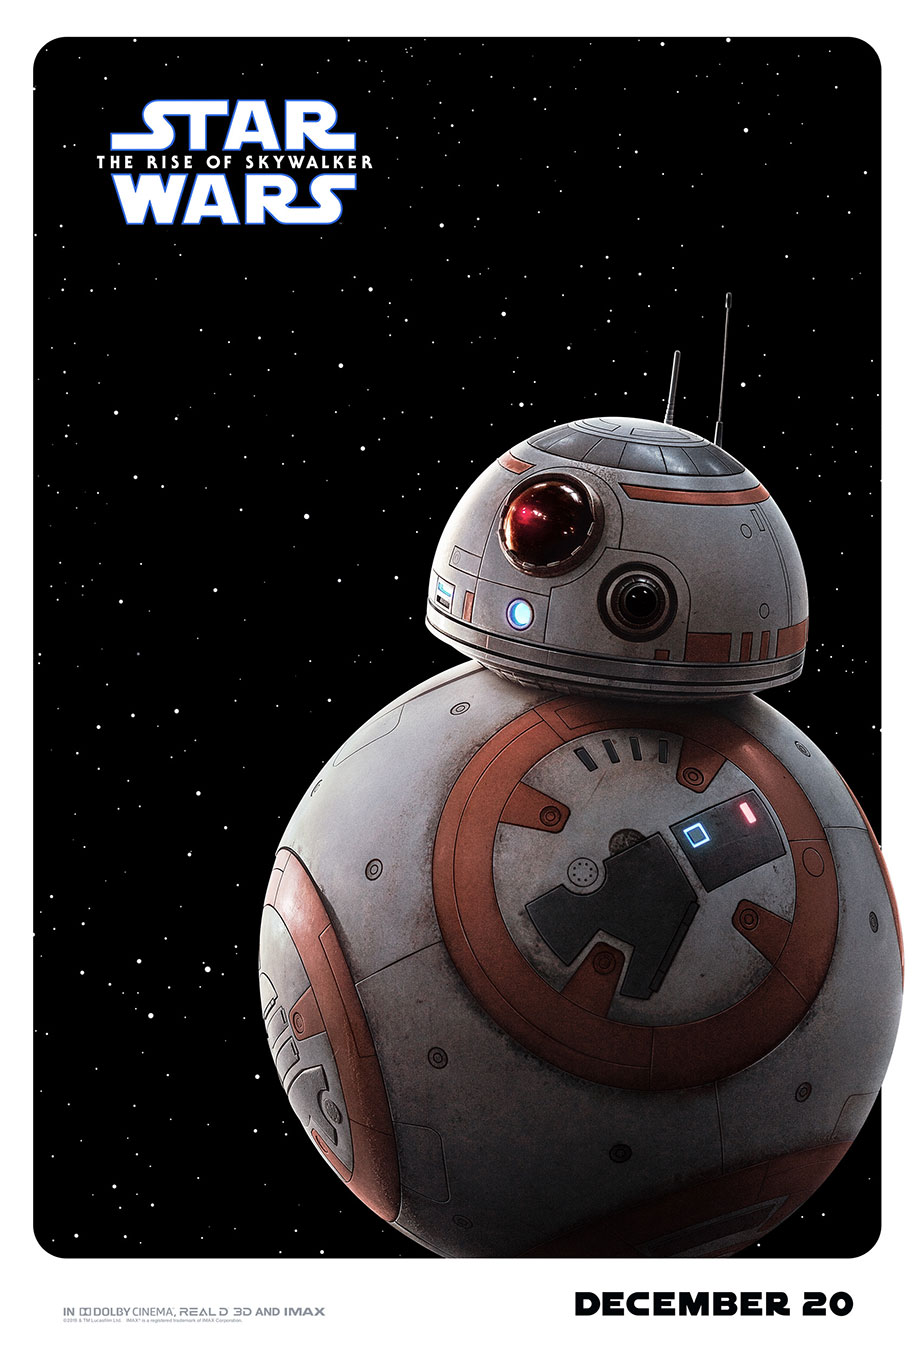 STAR
THE RISE OF SKYWALKER
WARS
IN DOLBY CINEMA, REAL D 3D AND IMAX
DECEMBER 20
©2019 & TM Lucasfilm Ltd. IMAX® is a registered trademark of IMAX Corporation.